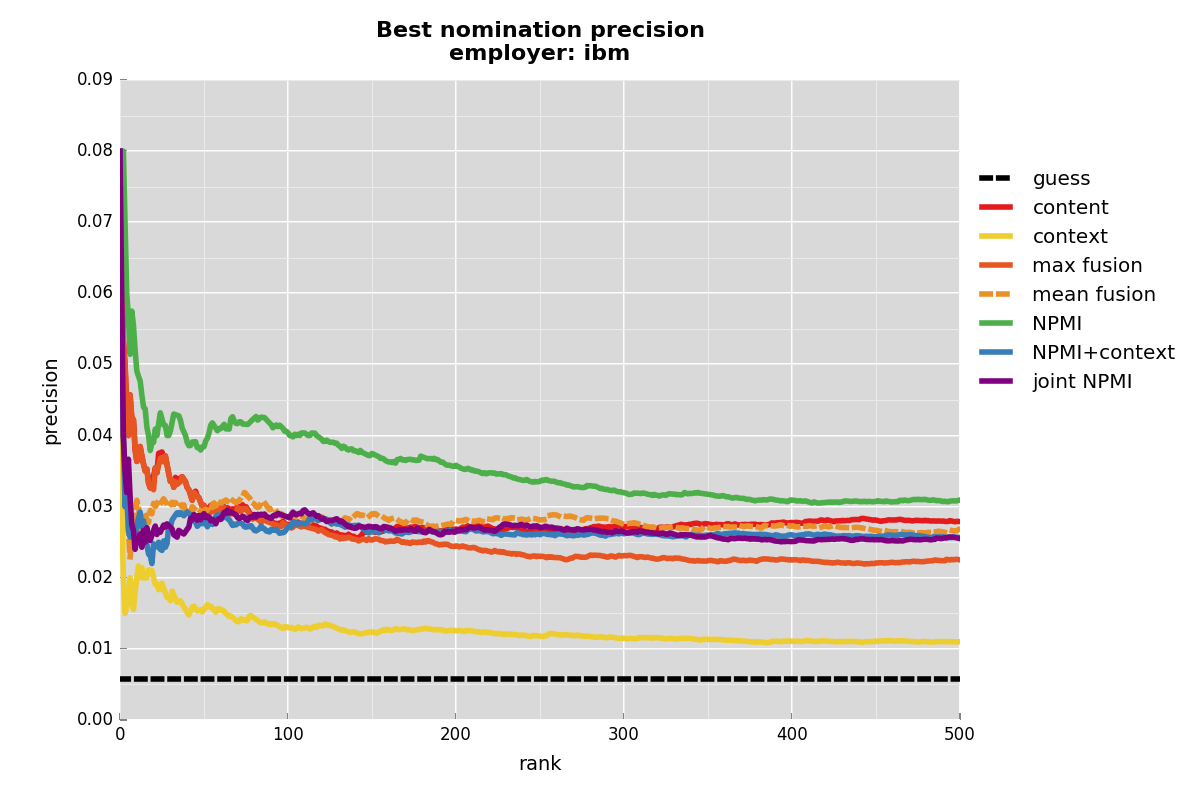 Best nomination precision
employer: ibm
precision
0.09
0.08
0.07
0.06
0.05
0.04
0.03
0.02
0.01
0.00
0
100
200
300
400
500
rank
guess
content
context
max fusion
mean fusion
NPMI
NPMI+context
joint NPMI